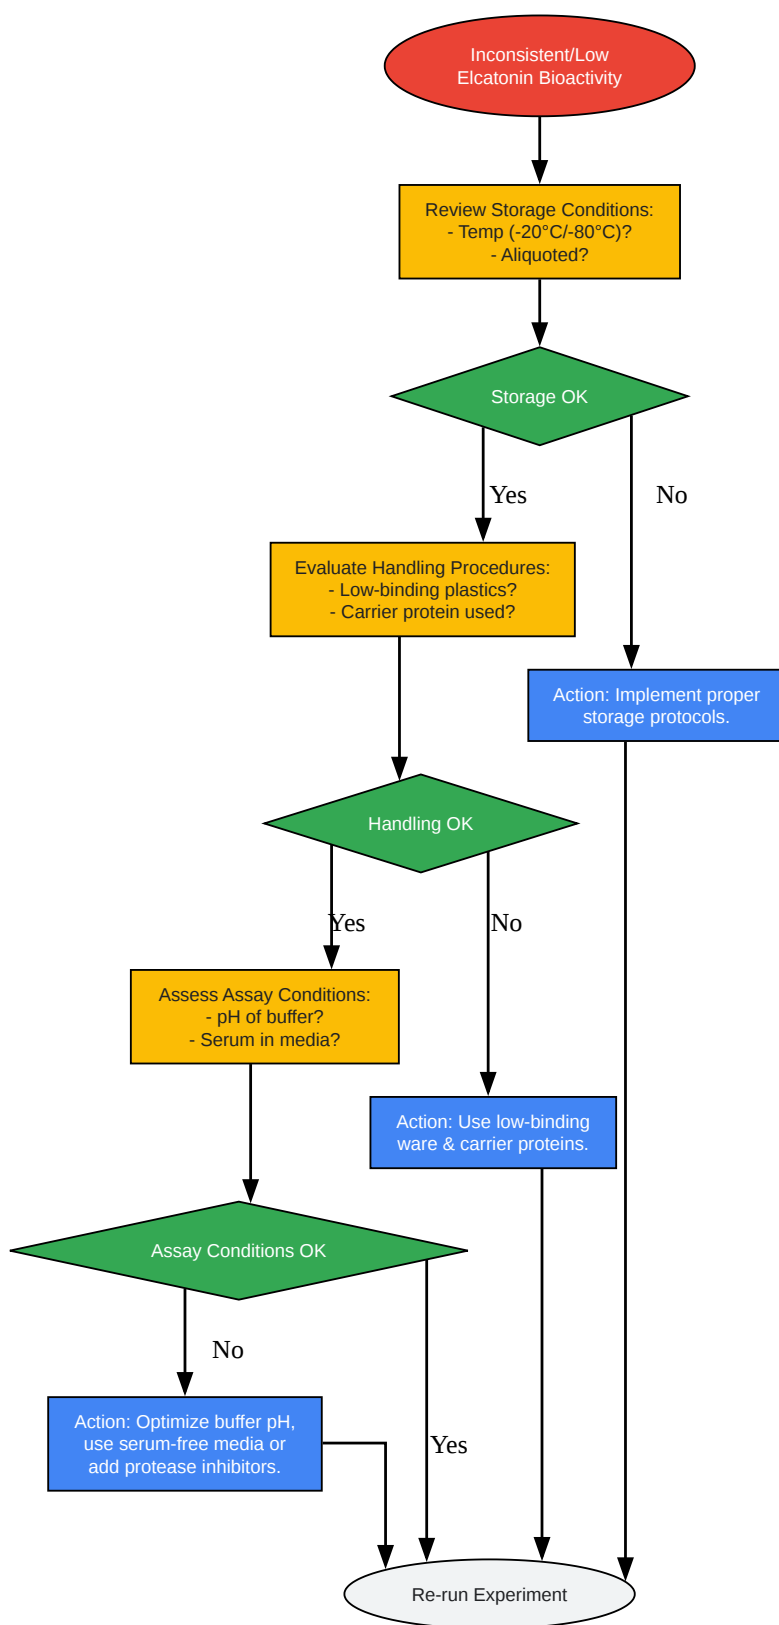 Inconsistent/Low
Elcatonin Bioactivity
Review Storage Conditions:
- Temp (-20°C/-80°C)?
- Aliquoted?
Storage OK
Yes
No
Evaluate Handling Procedures:
- Low-binding plastics?
- Carrier protein used?
Action: Implement proper
storage protocols.
Handling OK
Yes
No
Assess Assay Conditions:
- pH of buffer?
- Serum in media?
Action: Use low-binding
ware & carrier proteins.
Assay Conditions OK
No
Action: Optimize buffer pH,
use serum-free media or
add protease inhibitors.
Yes
Re-run Experiment